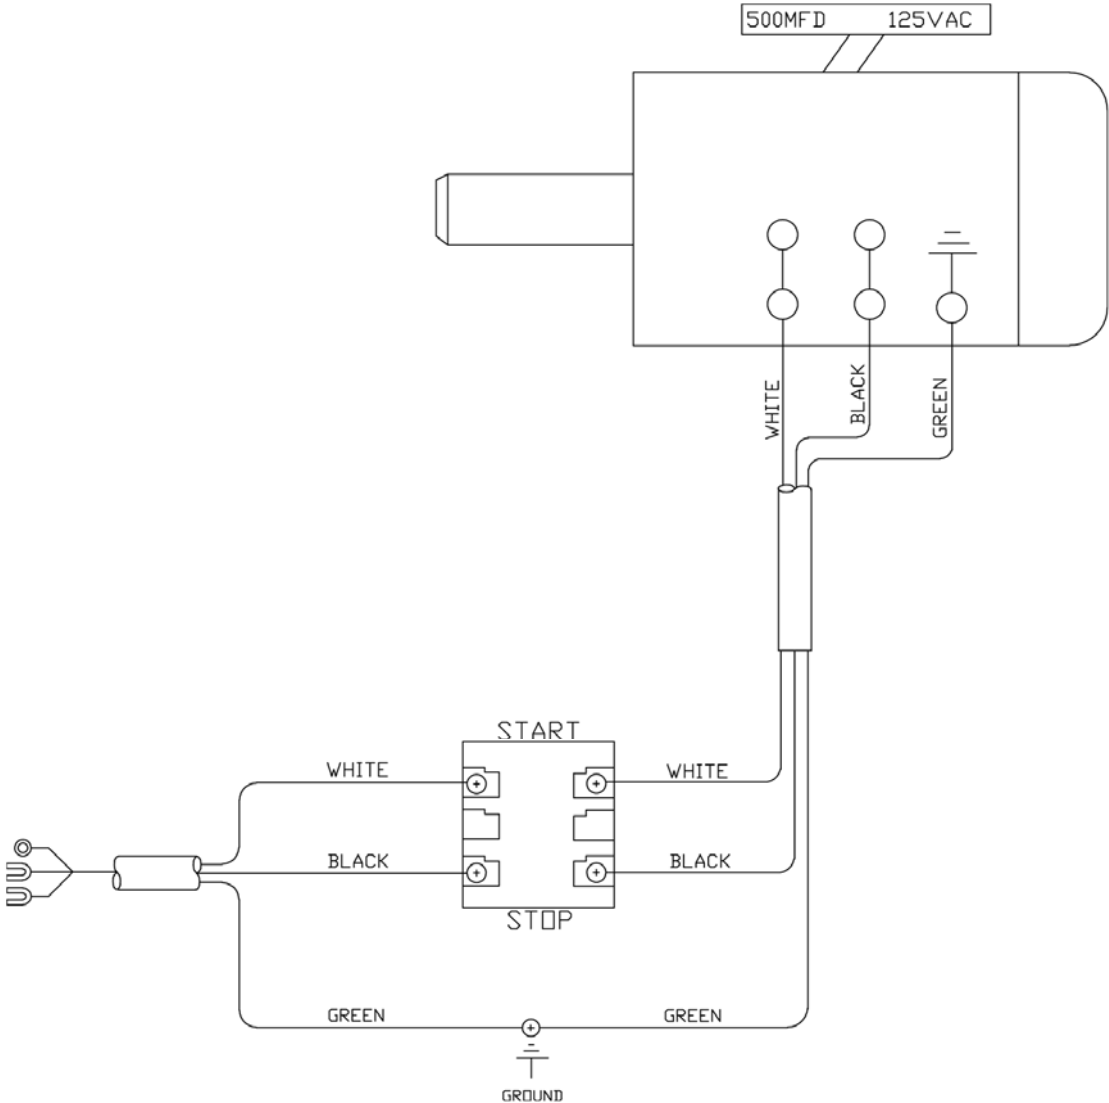 500MFD 125VAC
WHITE
BLACK
GREEN
START
WHITE
WHITE
BLACK
BLACK
STOP
GREEN
GREEN
GROUND